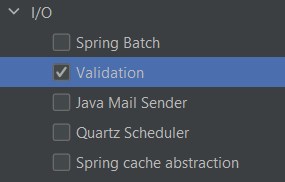 I/O
Spring Batch
Validation
Java Mail Sender
Quartz Scheduler
Spring cache abstraction